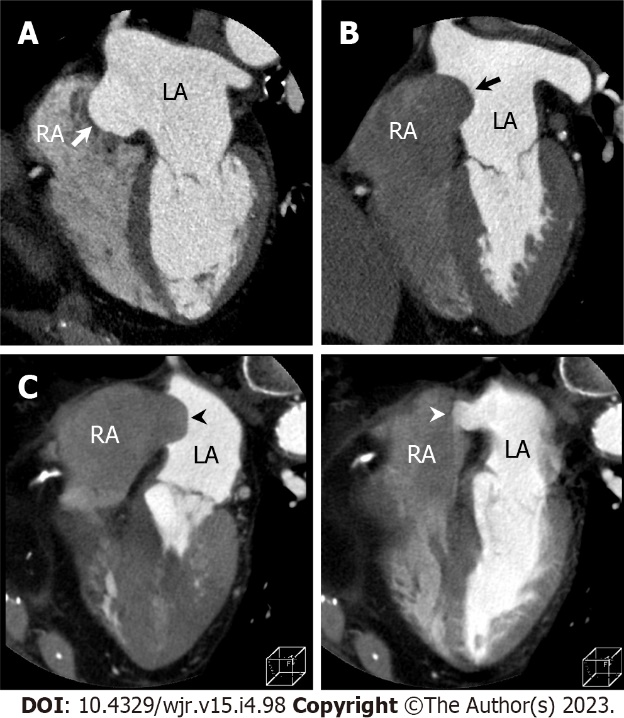 A
LA
RA
B
RA
LA
C
RA
LA
RA
LA
DOI: 10.4329/wjr.v15.i4.98 Copyright ©The Author(s) 2023.